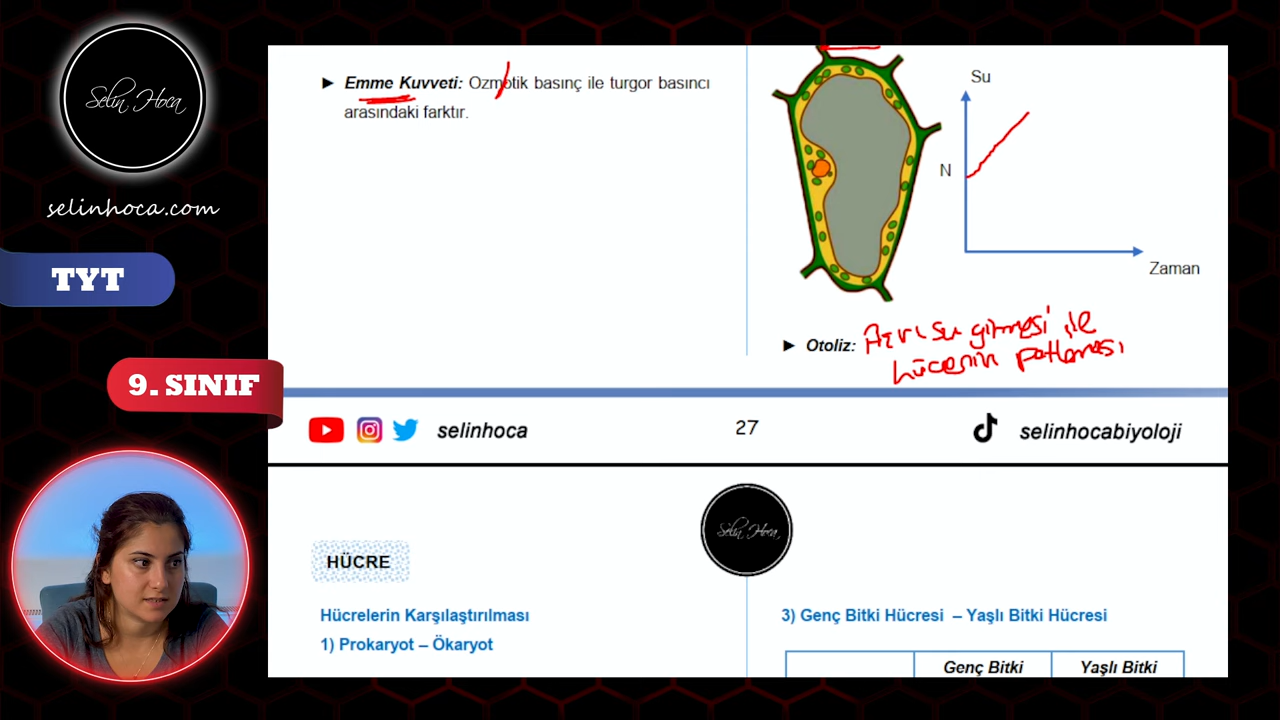 Selin Hoca
selinhoca.com
TYT
9. SINIF
► Emme Kuvveti: Ozmotik basınç ile turgor basıncı
arasındaki farktır.
Su
N
Zaman
► Otoliz: Aşırı su girmesi ile
hücrenin patlaması
selinhoca
27
selinhocabiyoloji
Selin Hoca
HÜCRE
Hücrelerin Karşılaştırılması
1) Prokaryot – Ökaryot
3) Genç Bitki Hücresi – Yaşlı Bitki Hücresi
Genç Bitki
Yaşlı Bitki